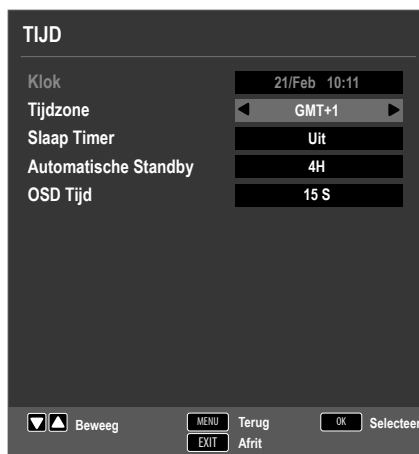 TIJD
Klok 21/Feb 10:11
Tijdzone GMT+1
Slaap Timer Uit
Automatische Standby 4H
OSD Tijd 15 S
Beweeg MENU Terug OK Selecteer
EXIT Afrit